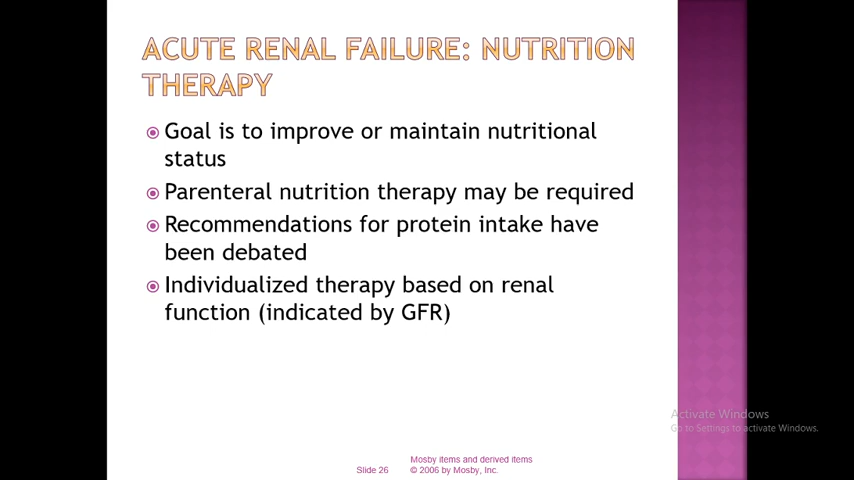 ACUTE RENAL FAILURE: NUTRITION
THERAPY
Goal is to improve or maintain nutritional
status
Parenteral nutrition therapy may be required
Recommendations for protein intake have
been debated
Individualized therapy based on renal
function (indicated by GFR)
Activate Windows
Go to Settings to activate Windows.
Mosby items and derived items
Slide 26 © 2006 by Mosby, Inc.